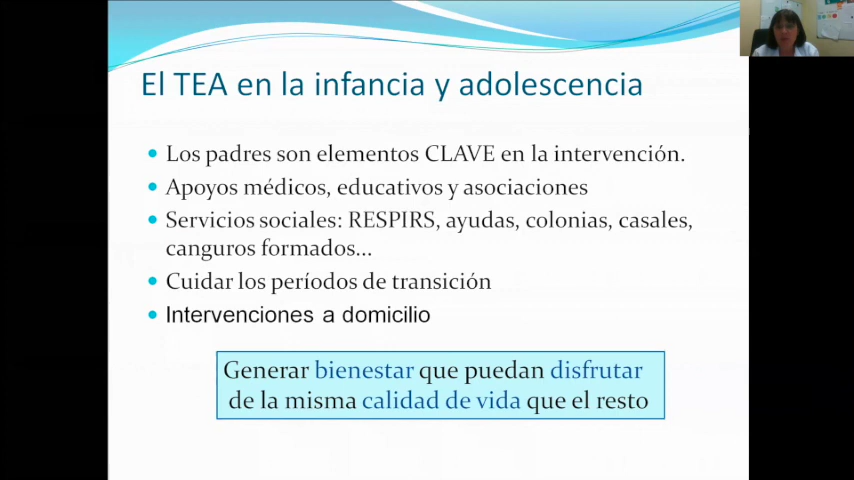 El TEA en la infancia y adolescencia
Los padres son elementos CLAVE en la intervención.
Apoyos médicos, educativos y asociaciones
Servicios sociales: RESPIRS, ayudas, colonias, casales,
canguros formados...
Cuidar los períodos de transición
Intervenciones a domicilio
Generar bienestar que puedan disfrutar
de la misma calidad de vida que el resto